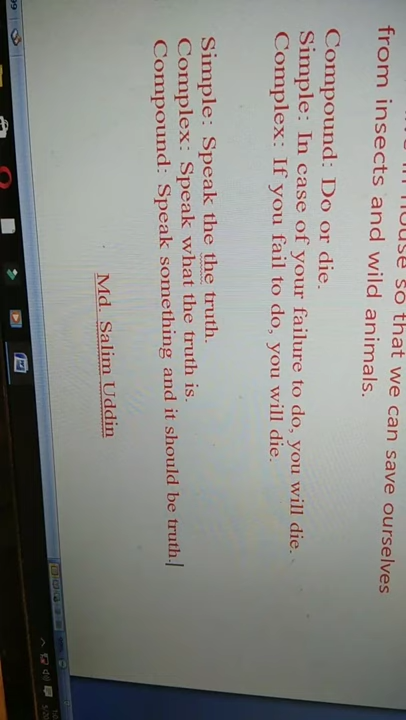 house so that we can save ourselves
from insects and wild animals.
Compound: Do or die.
Simple: In case of your failure to do, you will die.
Complex: If you fail to do, you will die.
Simple: Speak the the truth.
Complex: Speak what the truth is.
Compound: Speak something and it should be truth.
Md. Salim Uddin